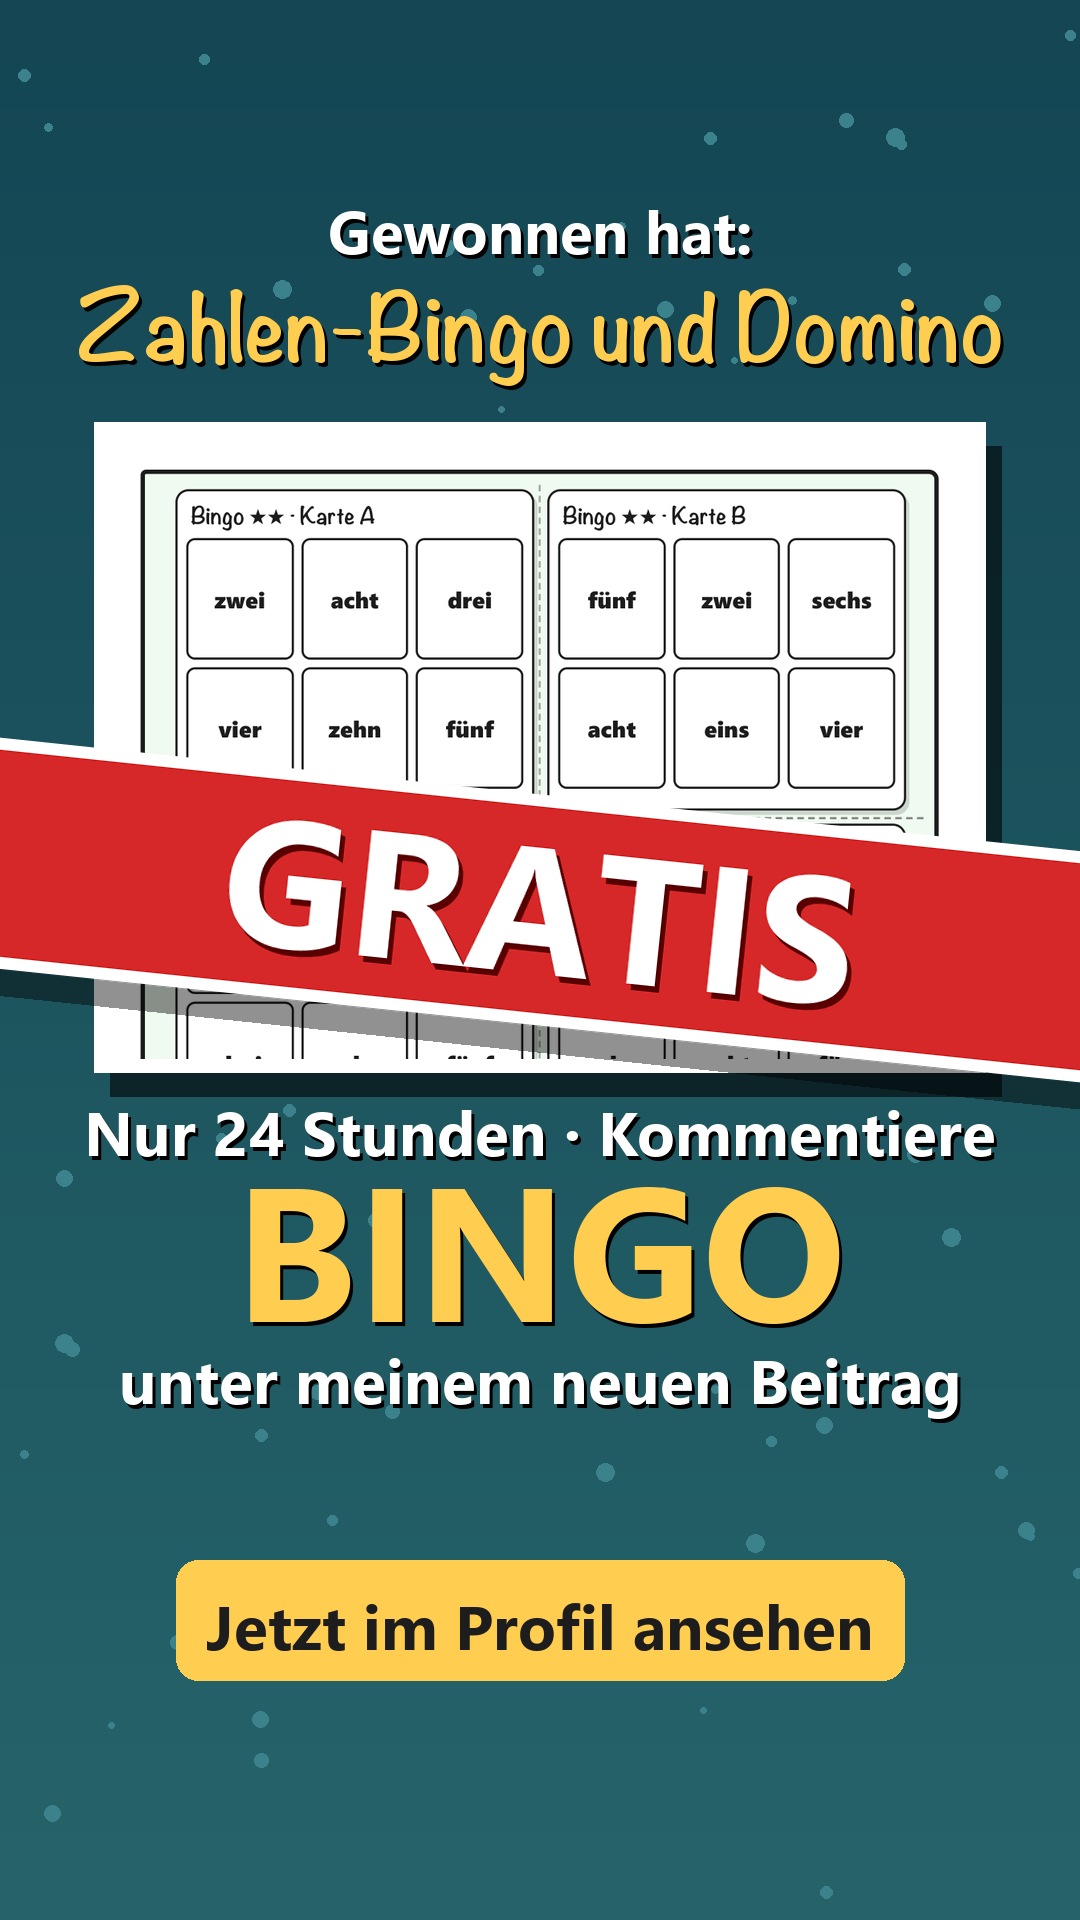 Gewonnen hat:
Zahlen-Bingo und Domino
Bingo ★★ · Karte A
zwei acht drei
vier zehn fünf
Bingo ★★ · Karte B
fünf zwei sechs
acht eins vier
GRATIS
Nur 24 Stunden · Kommentiere
BINGO
unter meinem neuen Beitrag
Jetzt im Profil ansehen